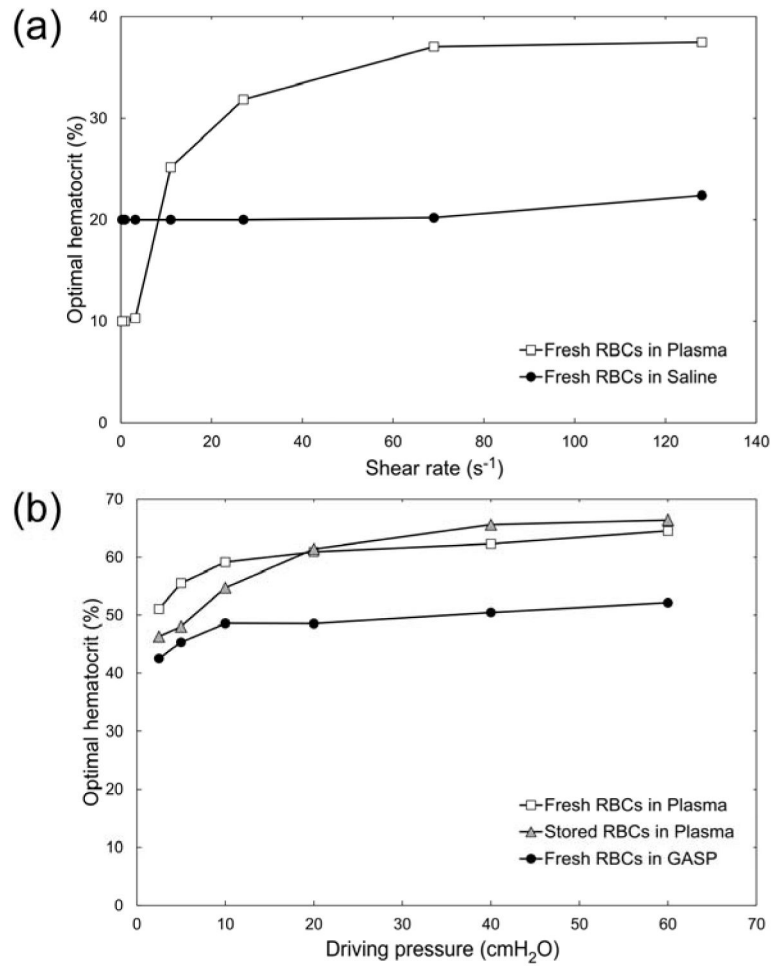 (a)
Optimal hematocrit (%)
40
30
20
10
0
0 20 40 60 80 100 120 140
Shear rate (s⁻¹)
Fresh RBCs in Plasma
Fresh RBCs in Saline
(b)
Optimal hematocrit (%)
70
60
50
40
30
20
10
0
0 10 20 30 40 50 60 70
Driving pressure (cmH₂O)
Fresh RBCs in Plasma
Stored RBCs in Plasma
Fresh RBCs in GASP